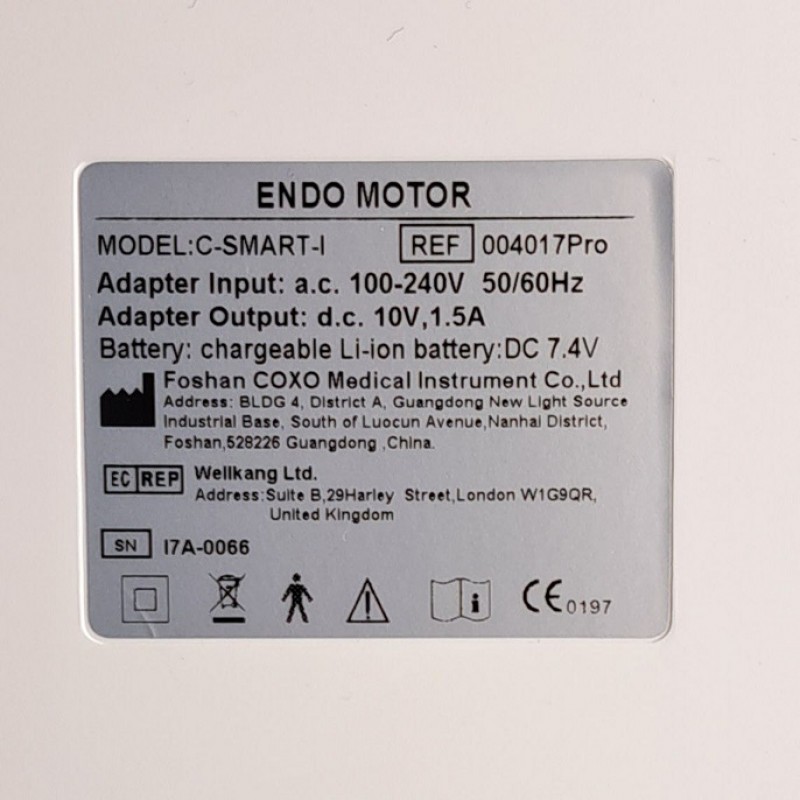 ENDO MOTOR
MODEL:C-SMART-I REF 004017Pro
Adapter Input: a.c. 100-240V 50/60Hz
Adapter Output: d.c. 10V,1.5A
Battery: chargeable Li-ion battery:DC 7.4V
Foshan COXO Medical Instrument Co.,Ltd
Address: BLDG 4, District A, Guangdong New Light Source
Industrial Base, South of Luocun Avenue,Nanhai District,
Foshan,528226 Guangdong ,China.
EC REP Wellkang Ltd.
Address:Suite B,29Harley Street,London W1G9QR,
United Kingdom
SN I7A-0066
i CE 0197